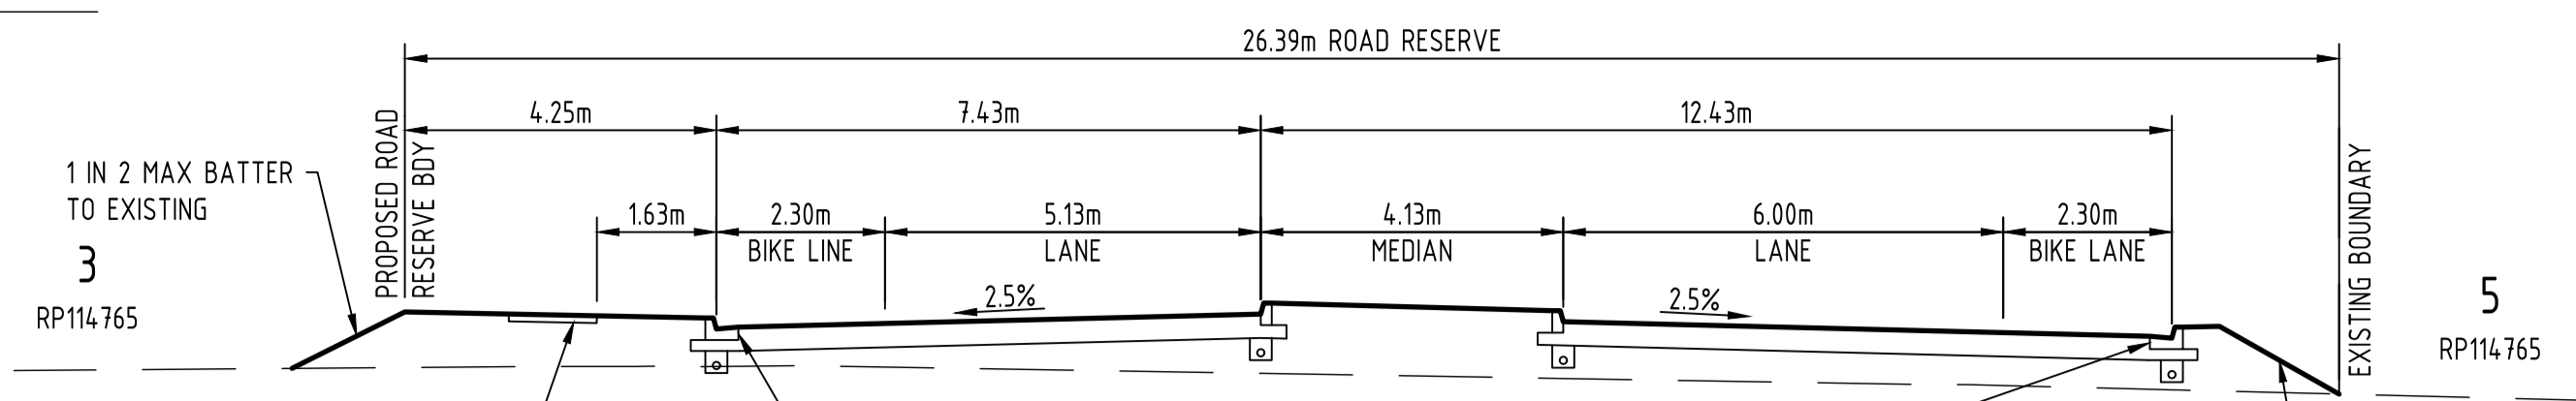 26.39m ROAD RESERVE
4.25m
7.43m
12.43m
1 IN 2 MAX BATTER
TO EXISTING
3
RP114765
PROPOSED ROAD
RESERVE BDY
1.63m
2.30m
BIKE LINE
5.13m
LANE
4.13m
MEDIAN
6.00m
LANE
2.30m
BIKE LANE
2.5%
2.5%
EXISTING BOUNDARY
5
RP114765